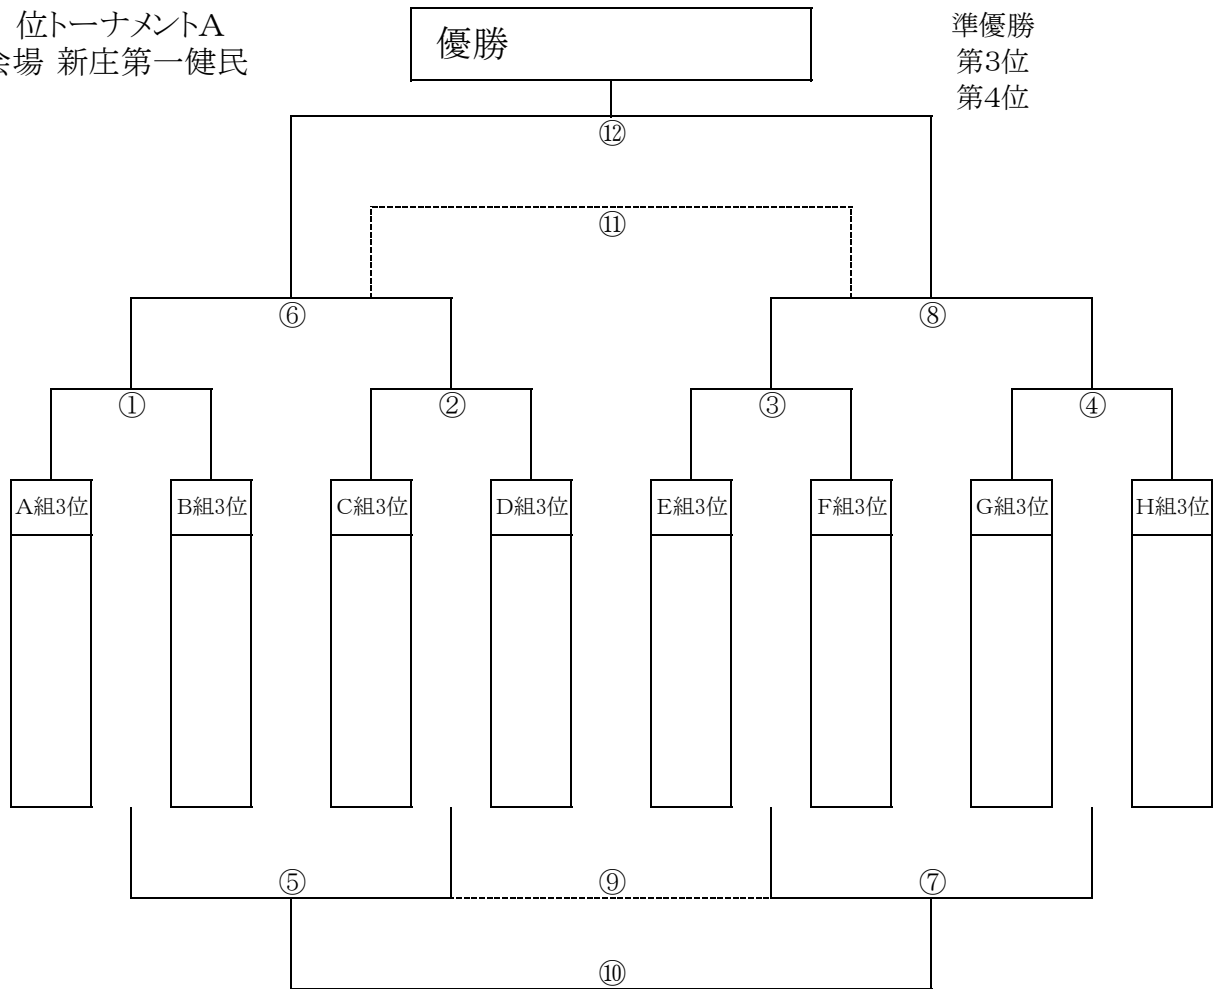 位トーナメントA
会場 新庄第一健民
優勝
準優勝
第3位
第4位
⑫
⑪
⑥
⑧
①
②
③
④
A組3位
B組3位
C組3位
D組3位
E組3位
F組3位
G組3位
H組3位
⑤
⑨
⑦
⑩